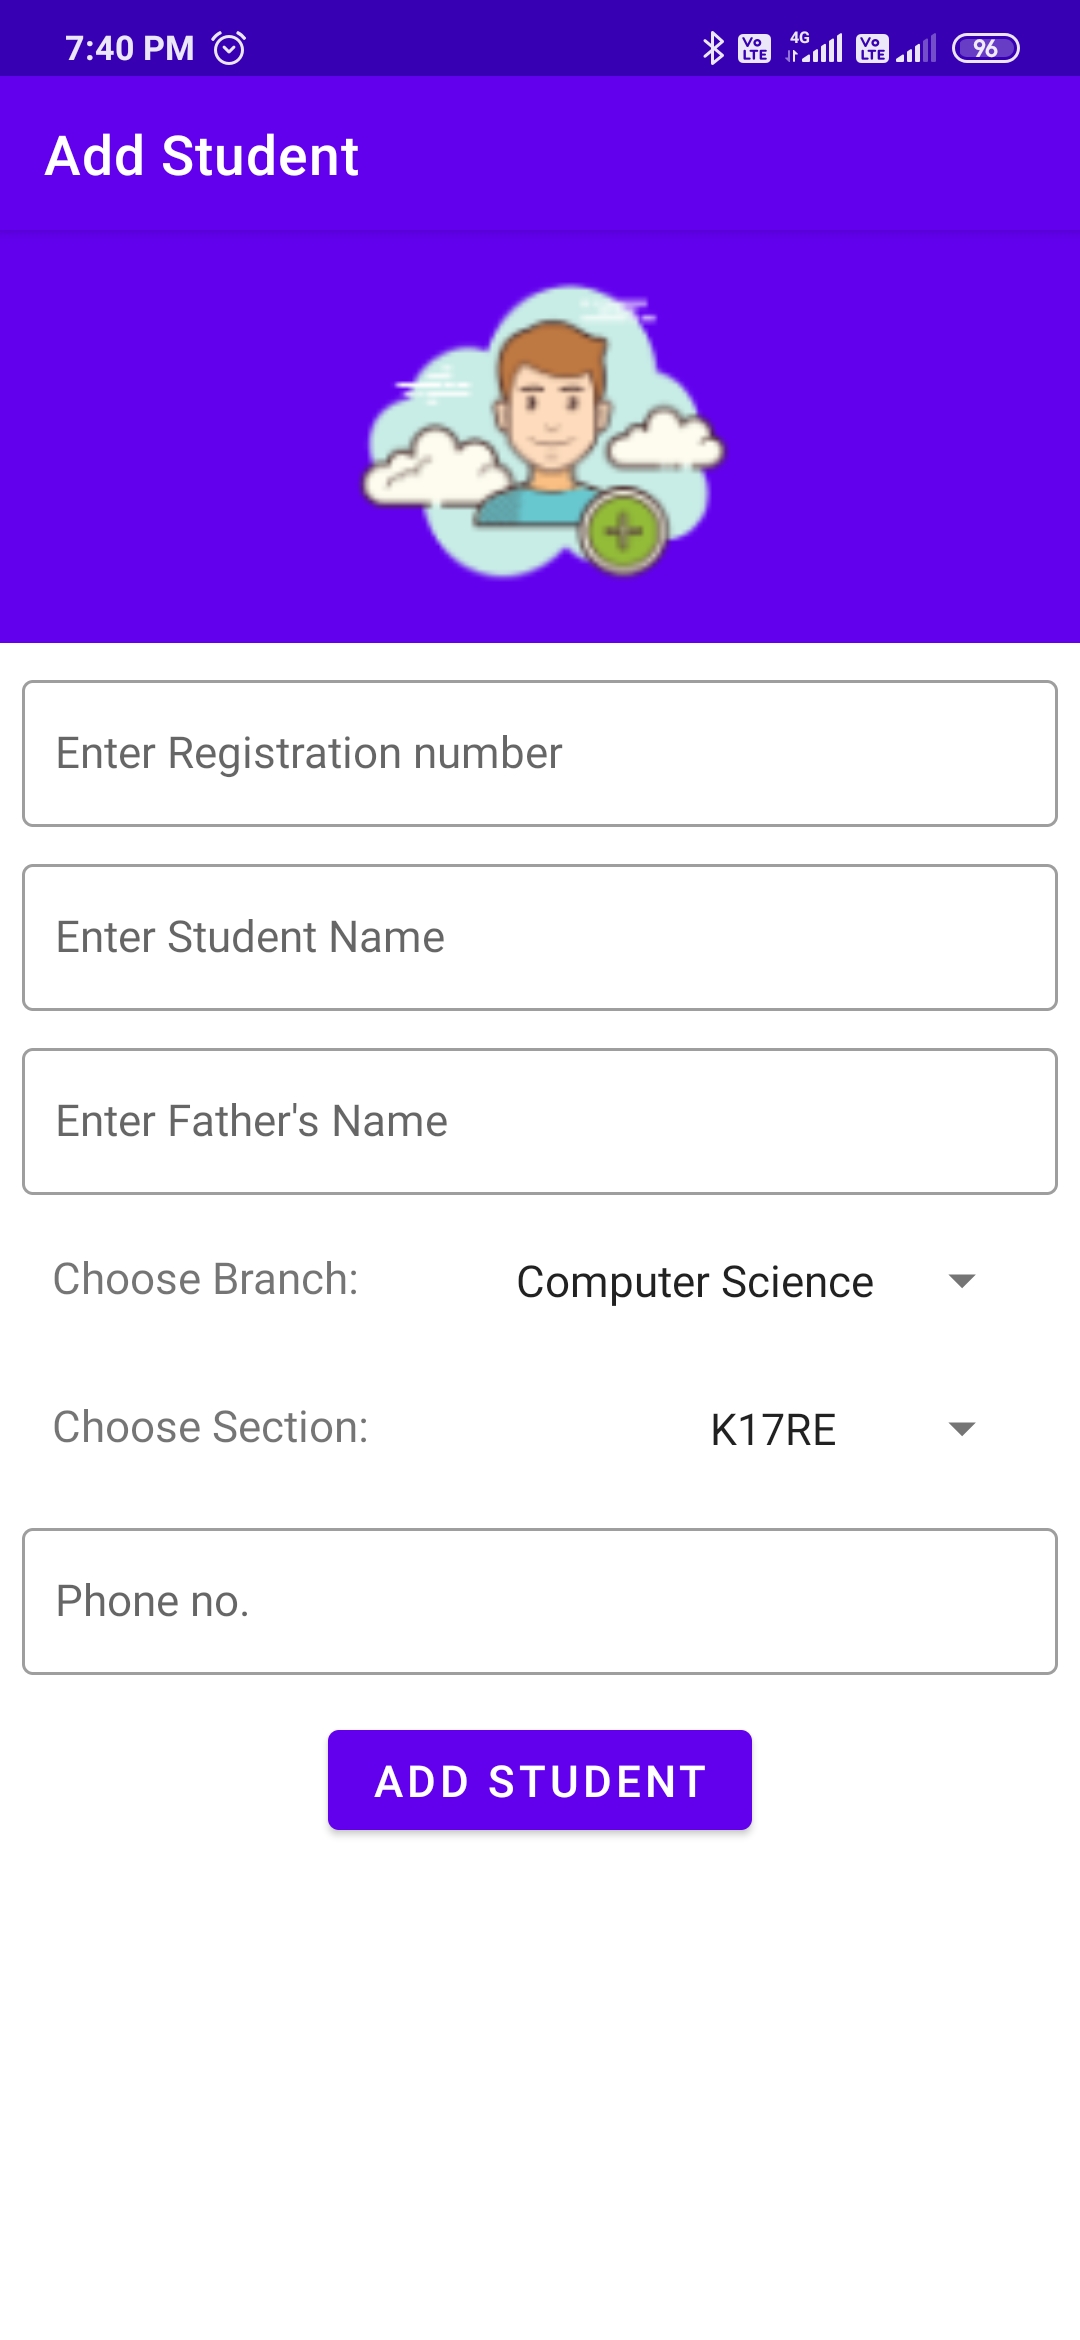 7:40 PM Vo LTE 4G Vo LTE 96
Add Student
Enter Registration number
Enter Student Name
Enter Father's Name
Choose Branch: Computer Science
Choose Section: K17RE
Phone no.
ADD STUDENT